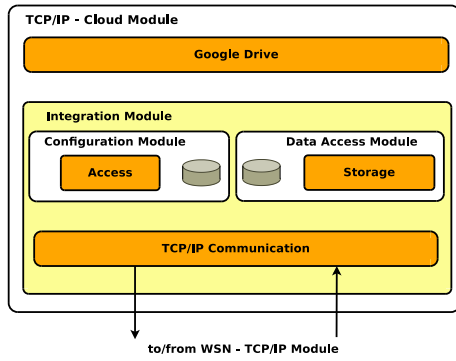 TCP/IP - Cloud Module
Google Drive
Integration Module
Configuration Module
Data Access Module
Access
Storage
TCP/IP Communication
to/from WSN - TCP/IP Module